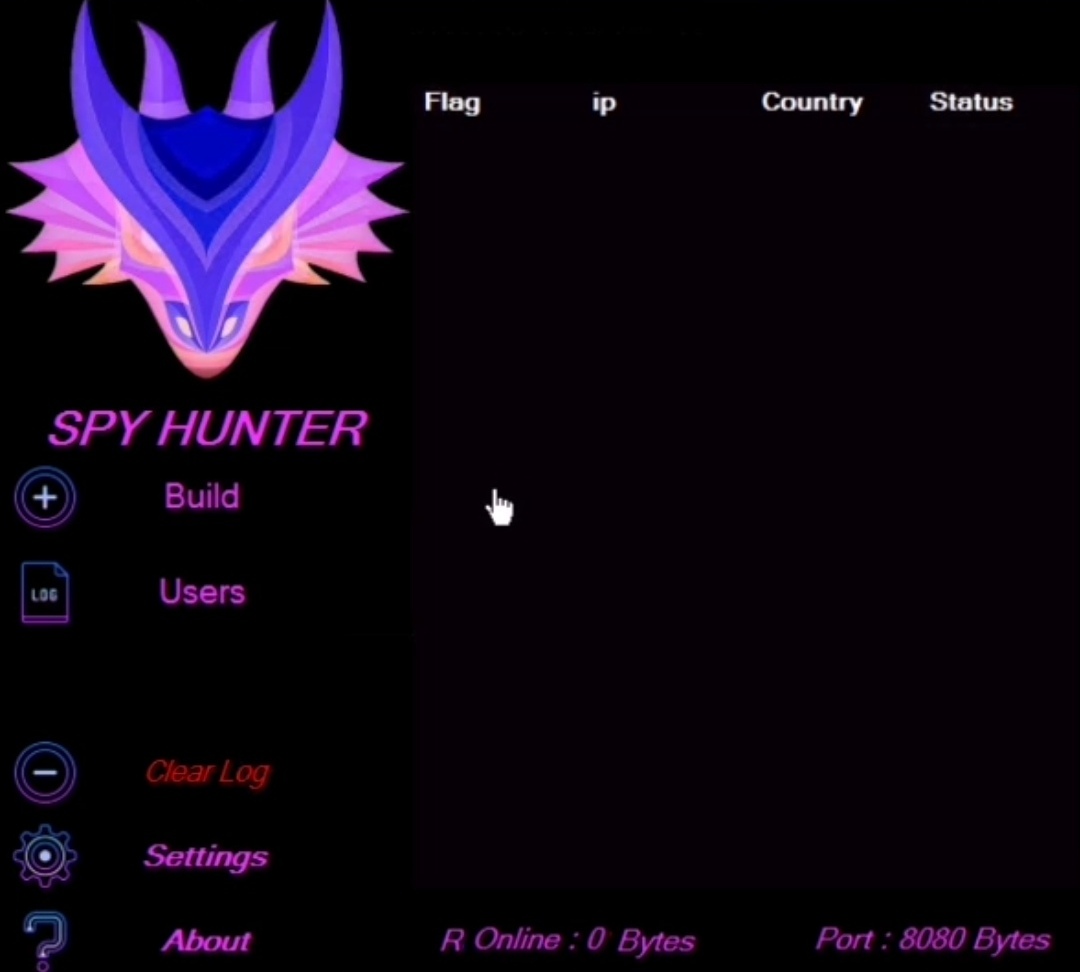 Flag ip Country Status
SPY HUNTER
Build
LOG
Users
Clear Log
Settings
About
R Online : 0 Bytes
Port : 8080 Bytes